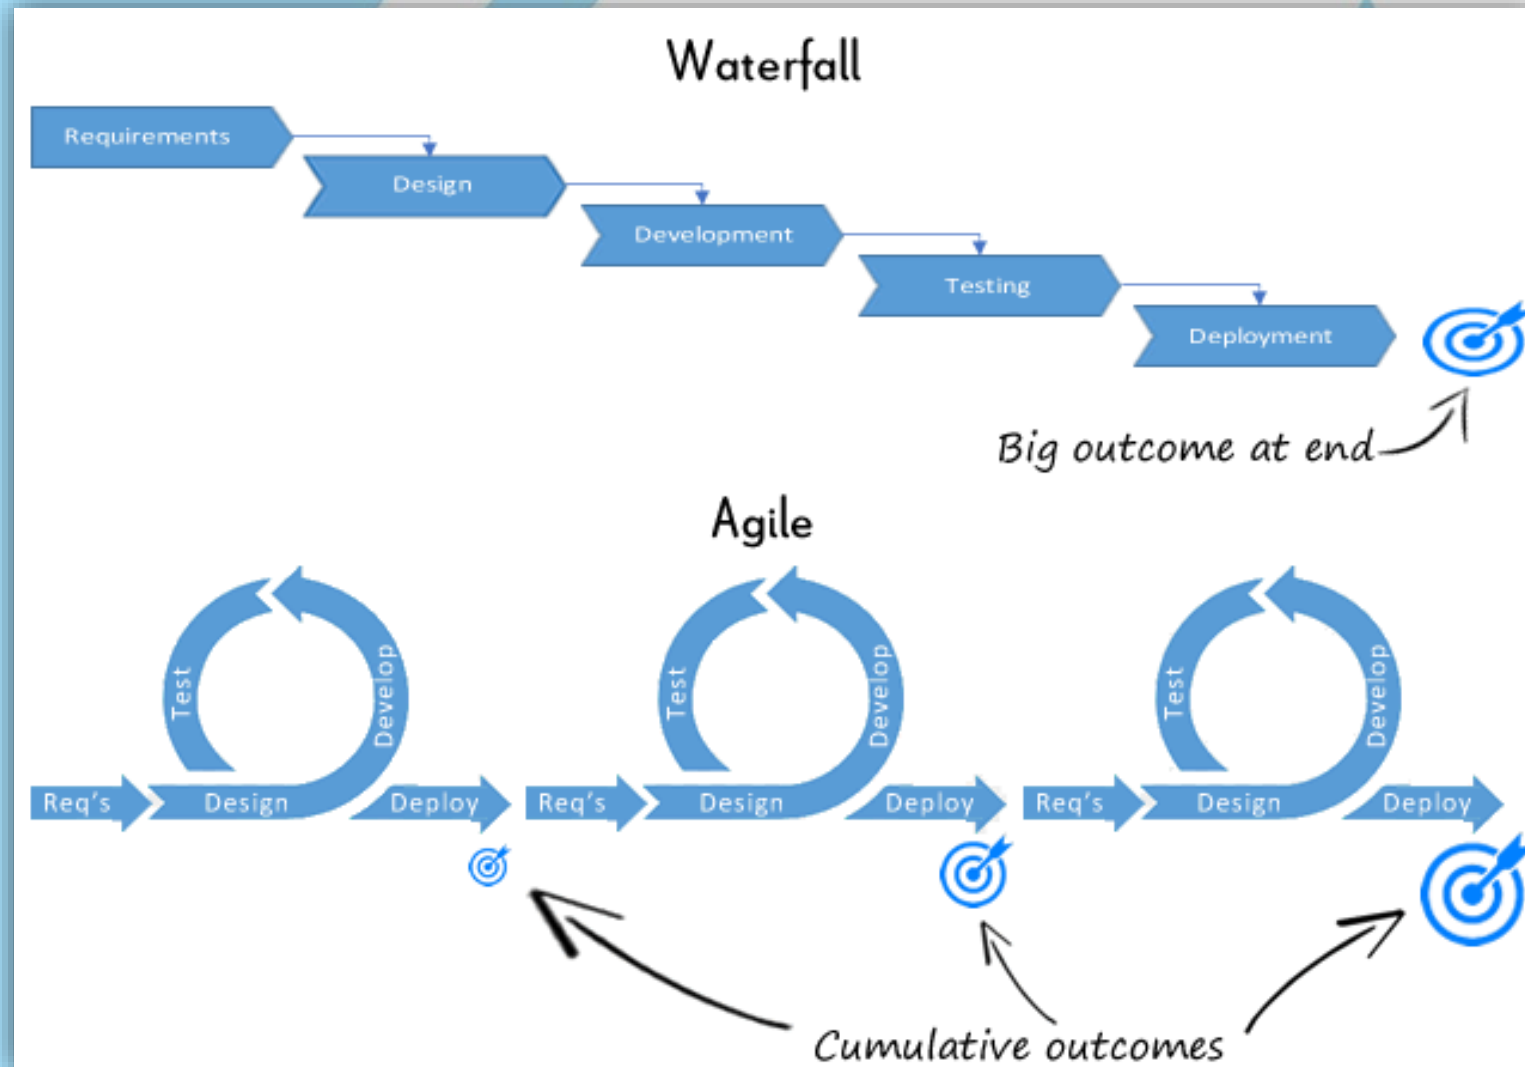 Waterfall
Requirements
Design
Development
Testing
Deployment
Big outcome at end
Agile
Test
Develop
Req's
Design
Deploy
Test
Develop
Req's
Design
Deploy
Test
Develop
Req's
Design
Deploy
Cumulative outcomes